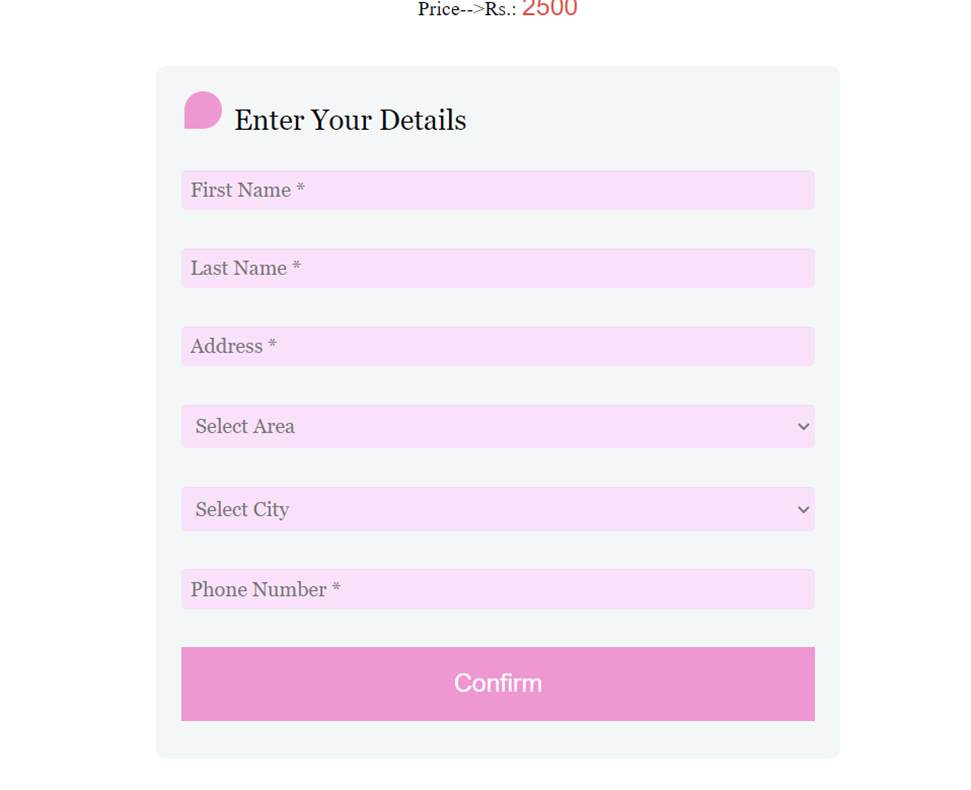 Price-->Rs.: 2500
Enter Your Details
First Name *
Last Name *
Address *
Select Area
Select City
Phone Number *
Confirm